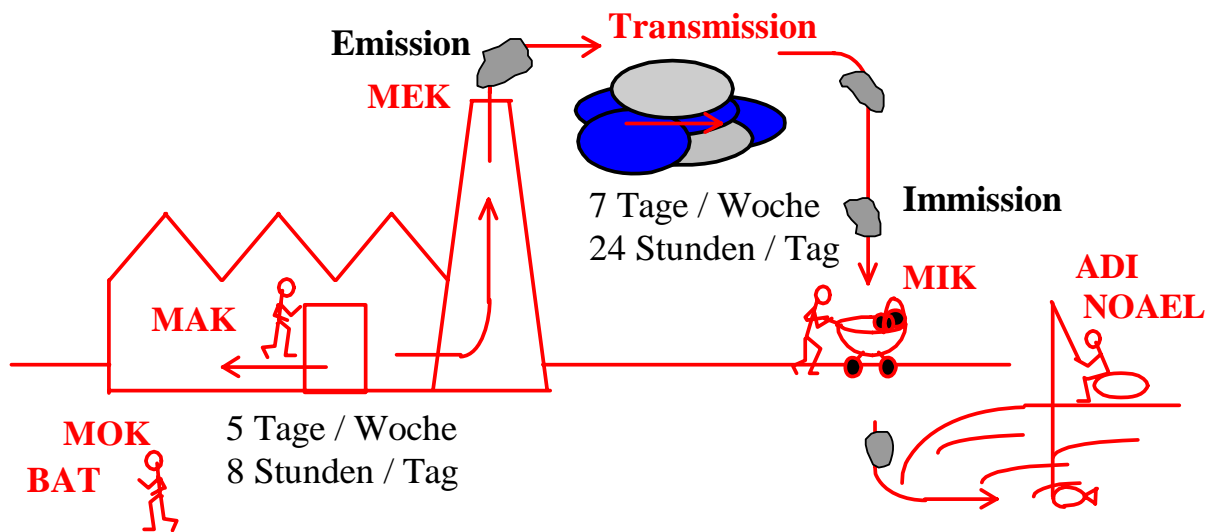 Emission
Transmission
MEK
7 Tage / Woche
24 Stunden / Tag
Immission
MIK
ADI
NOAEL
MAK
5 Tage / Woche
8 Stunden / Tag
MOK
BAT